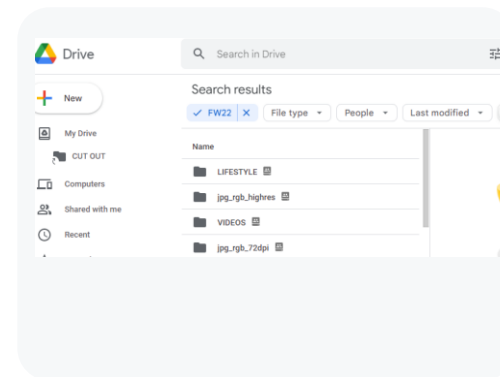 Drive
Search in Drive
New
Search results
FW22
File type
People
Last modified
My Drive
CUT OUT
Computers
Shared with me
Recent
Name
LIFESTYLE
jpg_rgb_highres
VIDEOS
jpg_rgb_72dpi